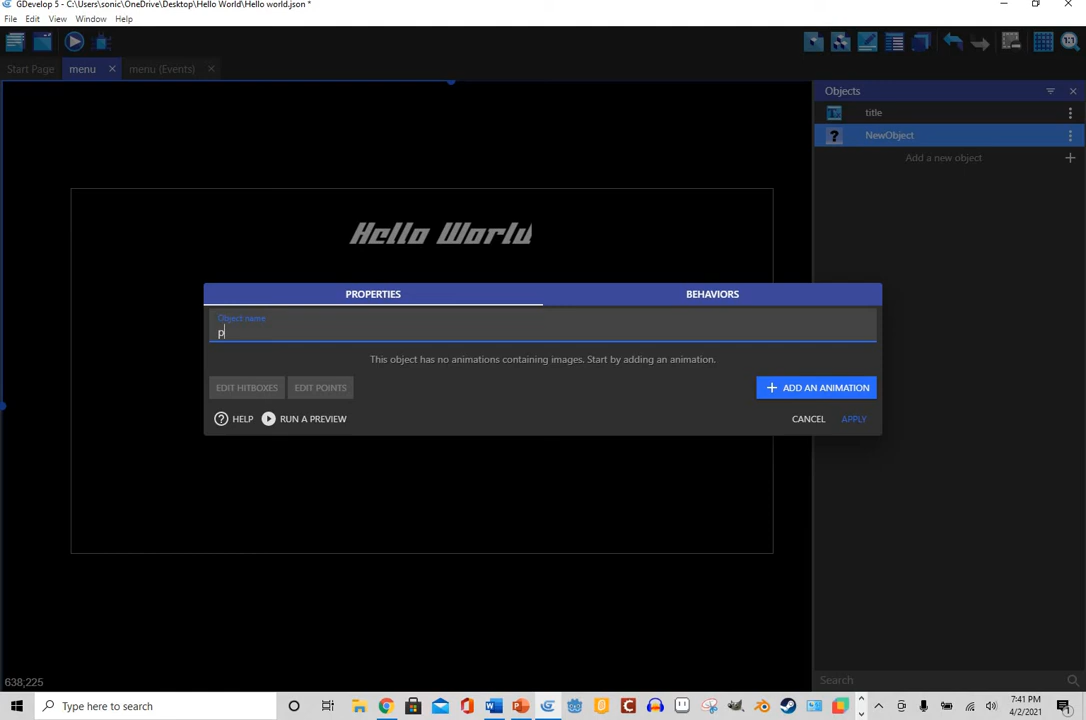 GDevelop 5 - C:\Users\sonic\OneDrive\Desktop\Hello World\Hello world.json *
File Edit View Window Help
Start Page menu menu (Events)
Objects
title
NewObject
Add a new object
Hello World
PROPERTIES BEHAVIORS
Object name
p
This object has no animations containing images. Start by adding an animation.
EDIT HITBOXES EDIT POINTS ADD AN ANIMATION
HELP RUN A PREVIEW CANCEL APPLY
638;225
Search
Type here to search
7:41 PM
4/2/2021
1
1:1